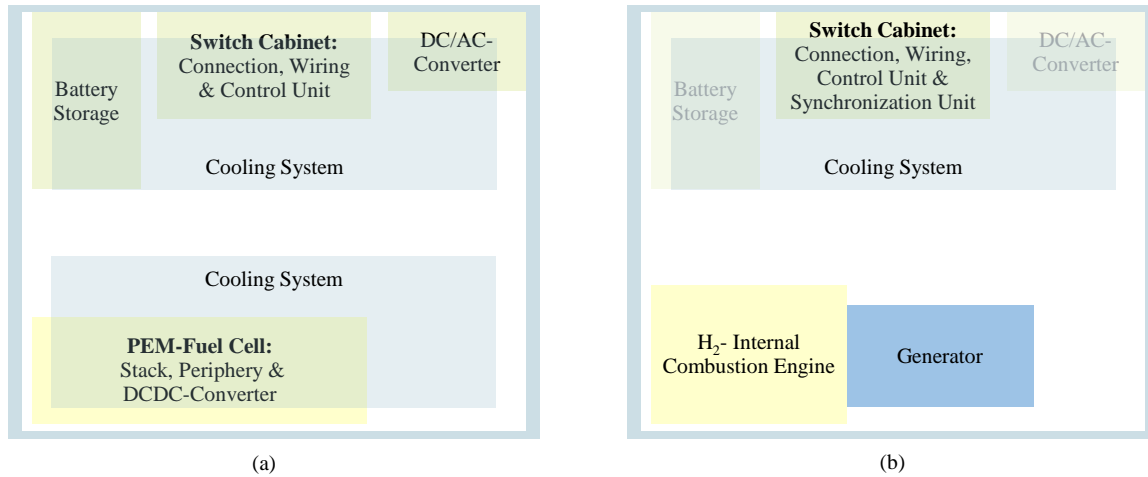 Switch Cabinet:
Connection, Wiring
& Control Unit
DC/AC-
Converter
Battery
Storage
Cooling System
Cooling System
PEM-Fuel Cell:
Stack, Periphery &
DCDC-Converter
(a)
Switch Cabinet:
Connection, Wiring,
Control Unit &
Synchronization Unit
DC/AC-
Converter
Battery
Storage
Cooling System
H₂- Internal
Combustion Engine
Generator
(b)